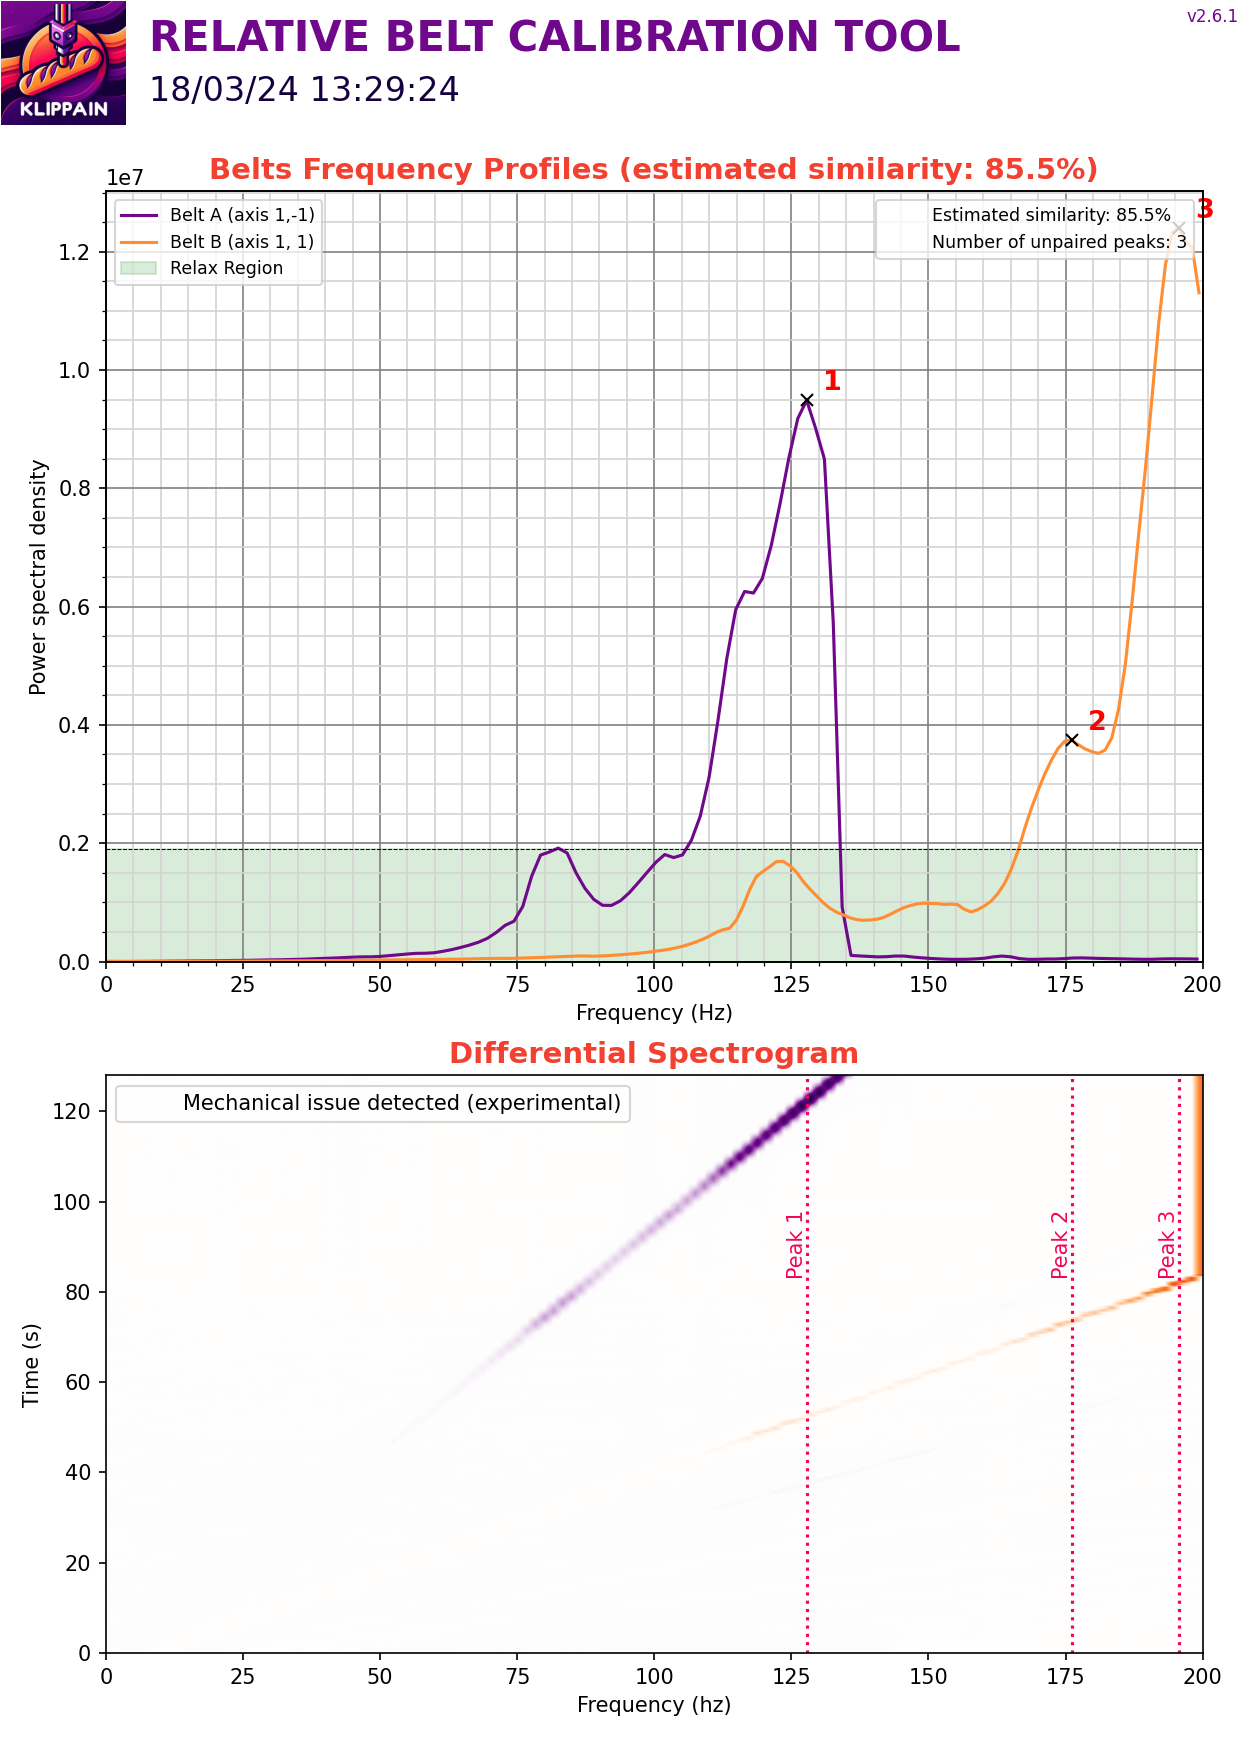 RELATIVE BELT CALIBRATION TOOL
v2.6.1
18/03/24 13:29:24
KLIPPAIN
Belts Frequency Profiles (estimated similarity: 85.5%)
1e7
Belt A (axis 1,-1)
Belt B (axis 1, 1)
Relax Region
Estimated similarity: 85.5%
Number of unpaired peaks: 3
3
1
2
Power spectral density
1.2
1.0
0.8
0.6
0.4
0.2
0.0
0 25 50 75 100 125 150 175 200
Frequency (Hz)
Differential Spectrogram
Mechanical issue detected (experimental)
Peak 1
Peak 2
Peak 3
Time (s)
120
100
80
60
40
20
0
0 25 50 75 100 125 150 175 200
Frequency (hz)